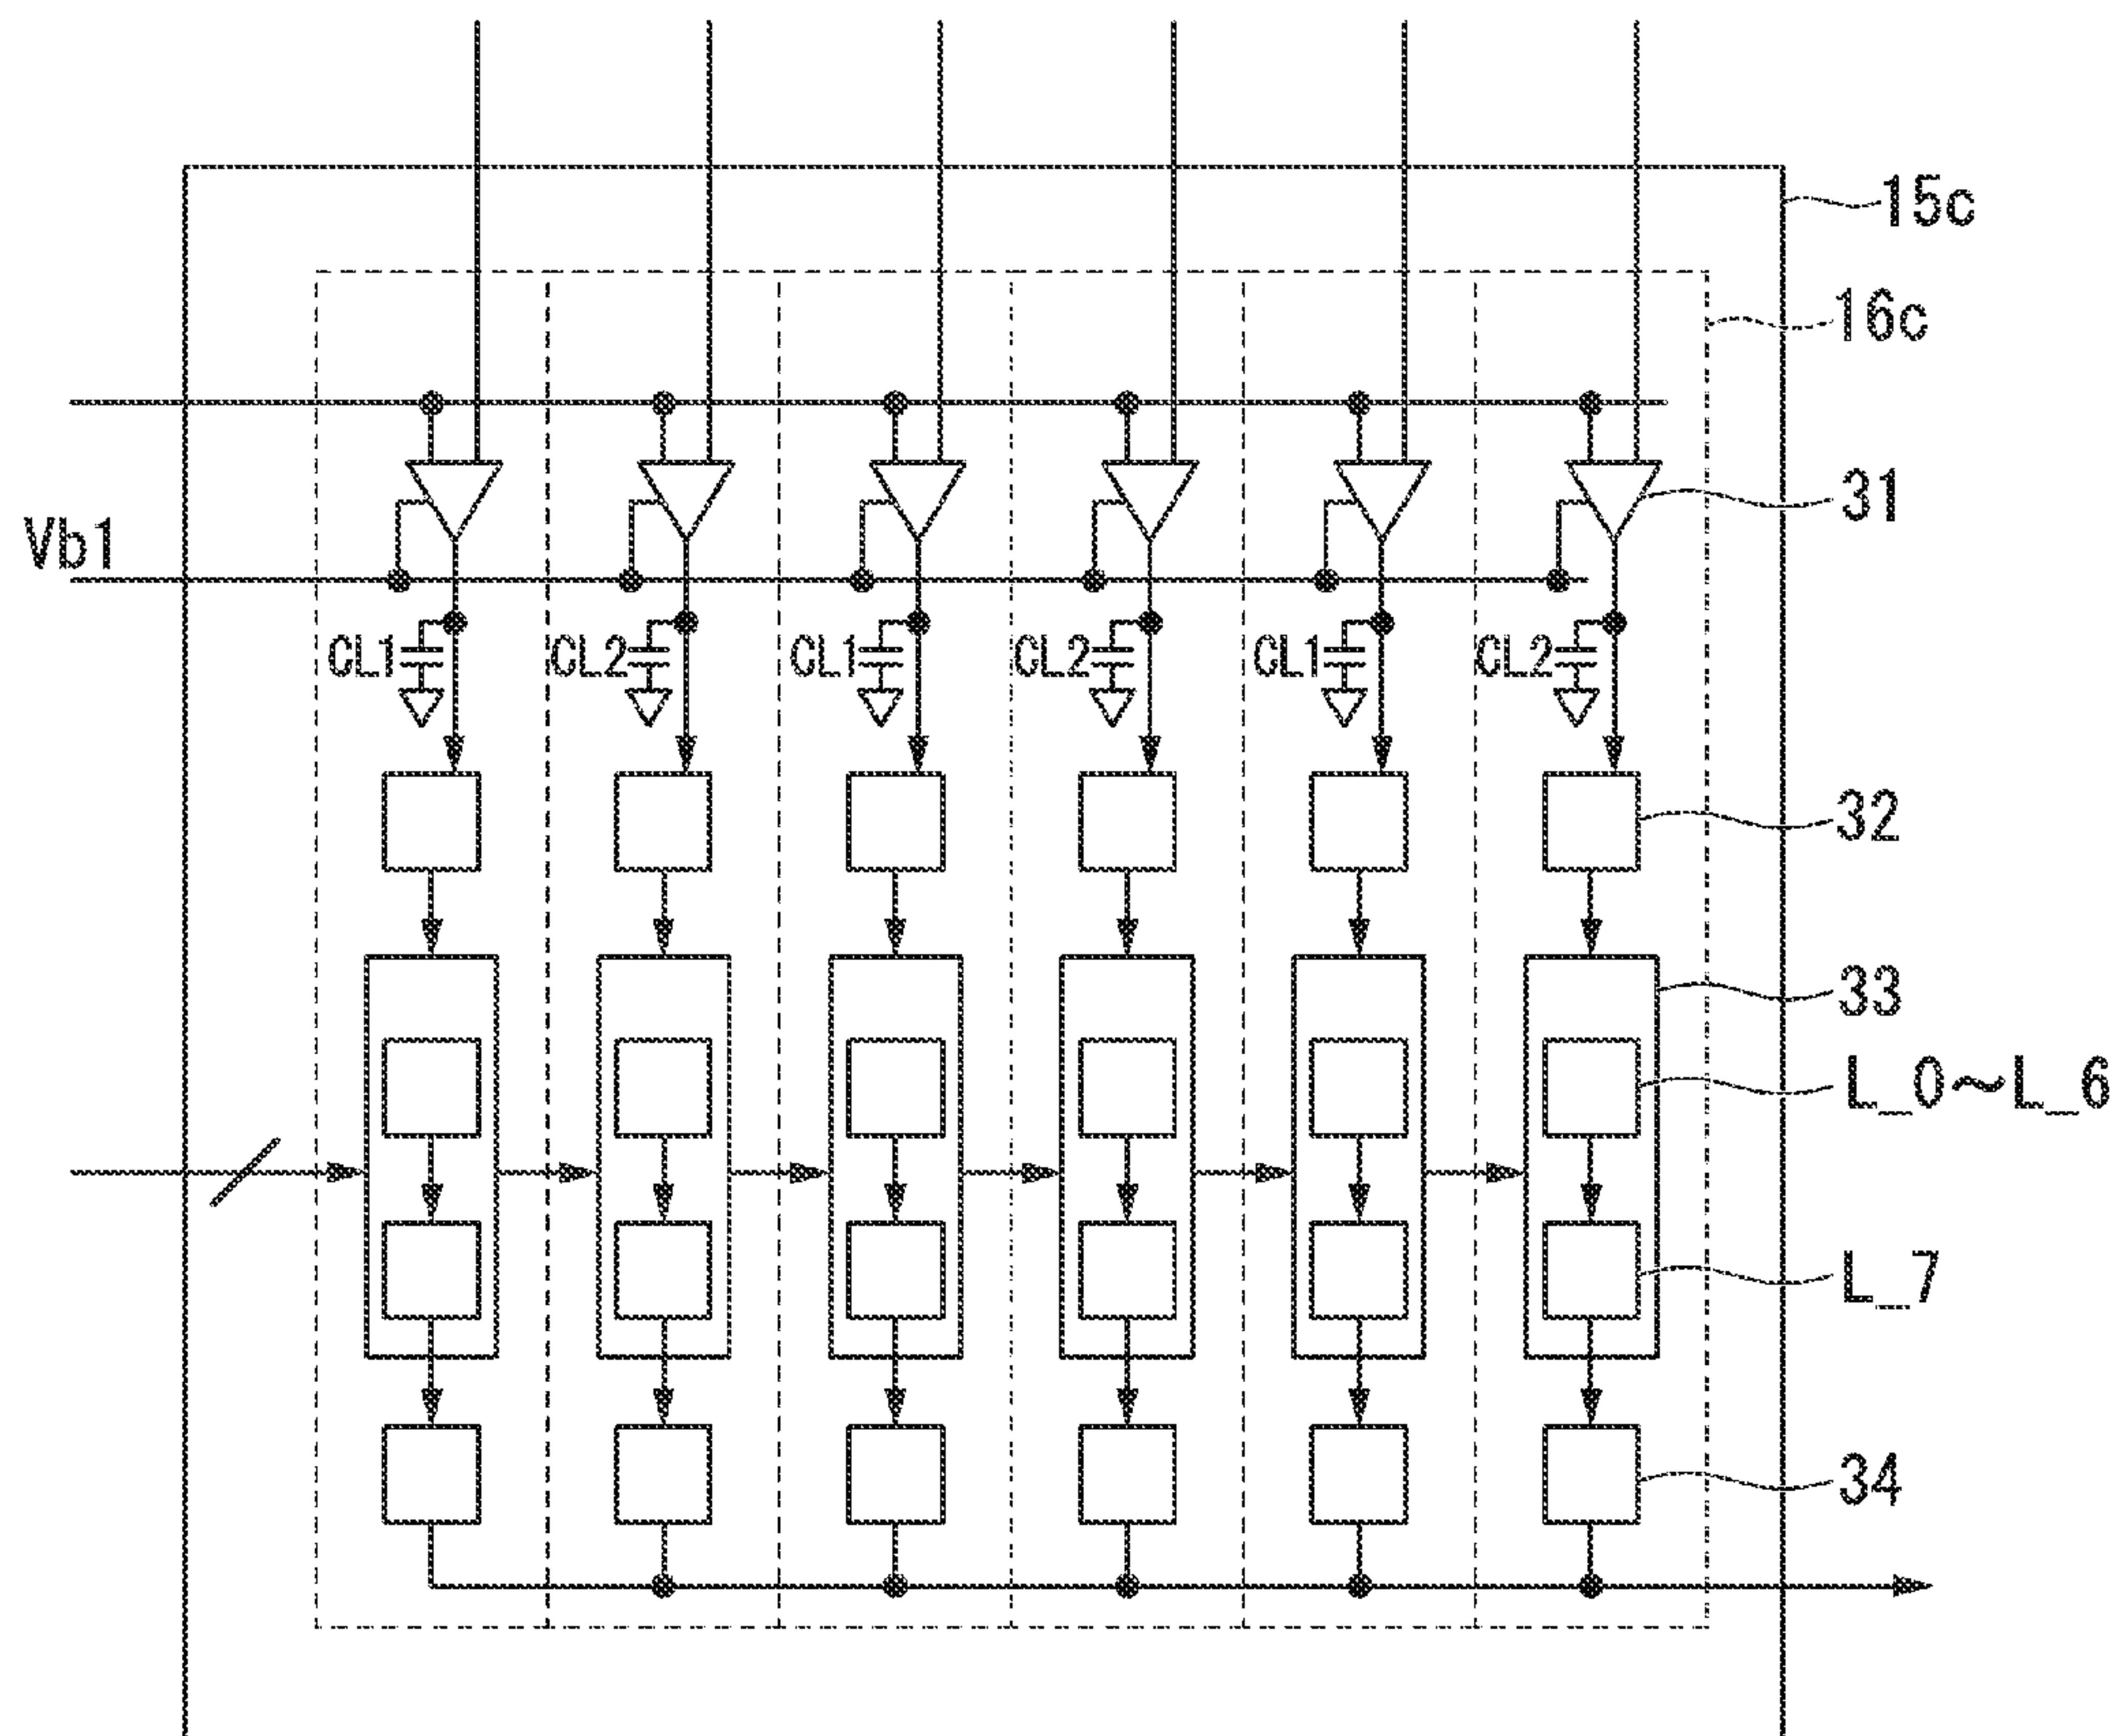 15c
16c
31
Vb1
CL1 CL2 CL1 CL2 CL1 CL2
32
33
L_0～L_6
L_7
34